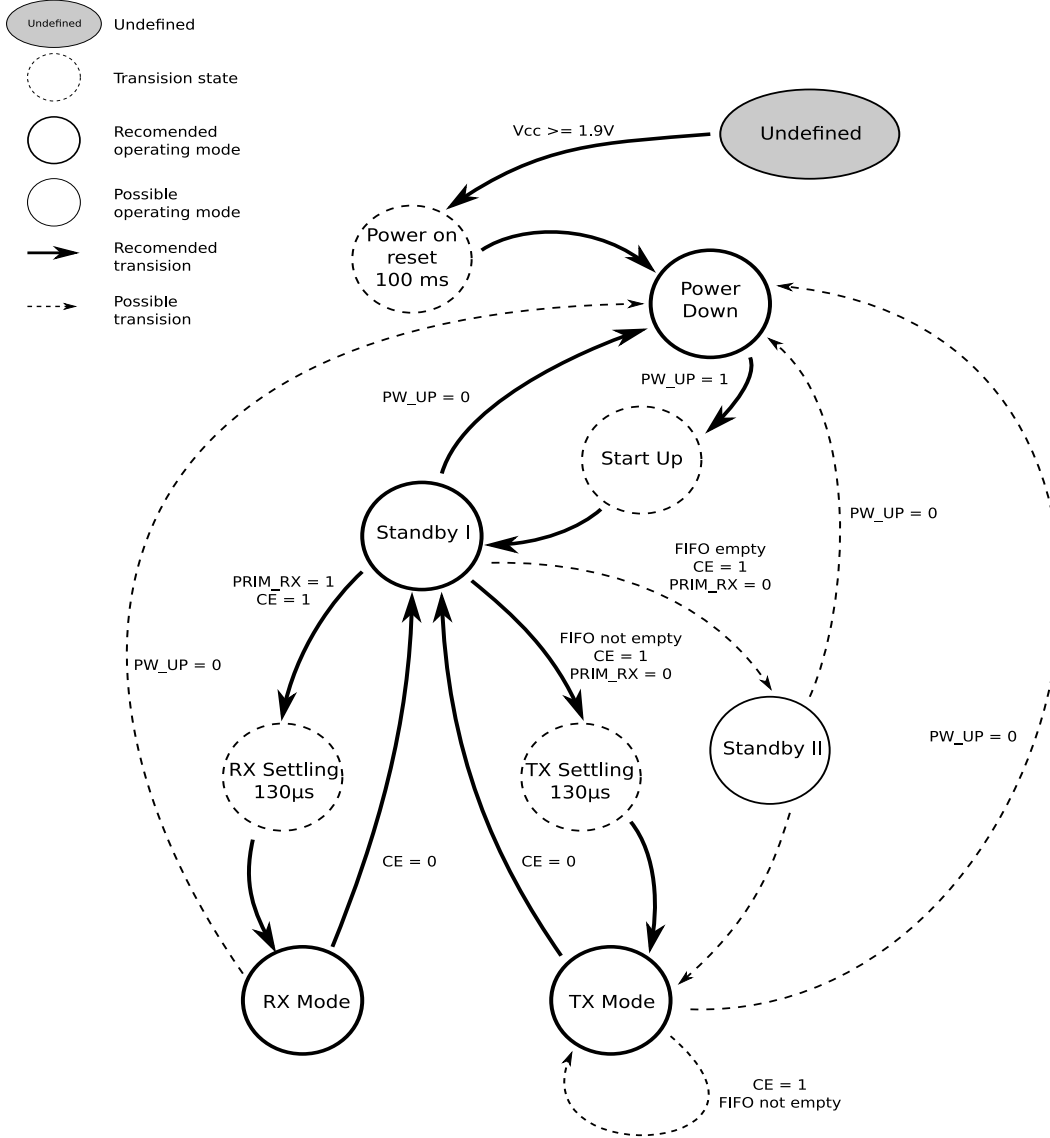 Undefined
Undefined
Transision state
Recomended
operating mode
Possible
operating mode
Recomended
transision
Possible
transision
Undefined
Vcc >= 1.9V
Power on
reset
100 ms
Power
Down
PW_UP = 1
PW_UP = 0
Start Up
Standby I
PW_UP = 0
FIFO empty
CE = 1
PRIM_RX = 0
PRIM_RX = 1
CE = 1
FIFO not empty
CE = 1
PRIM_RX = 0
PW_UP = 0
Standby II
PW_UP = 0
RX Settling
130µs
TX Settling
130µs
CE = 0
CE = 0
RX Mode
TX Mode
CE = 1
FIFO not empty